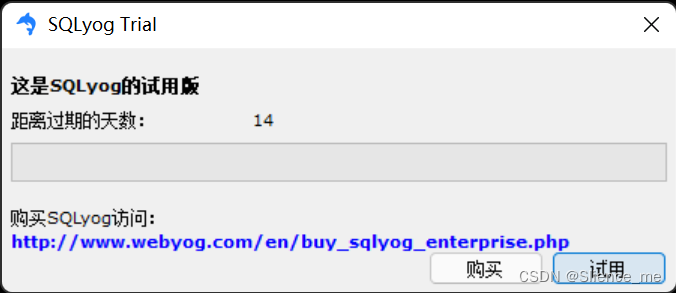 SQLyog Trial
这是SQLyog的试用版
距离过期的天数: 14
购买SQLyog访问:
http://www.webyog.com/en/buy_sqlyog_enterprise.php
购买 试用
CSDN @Silence_me